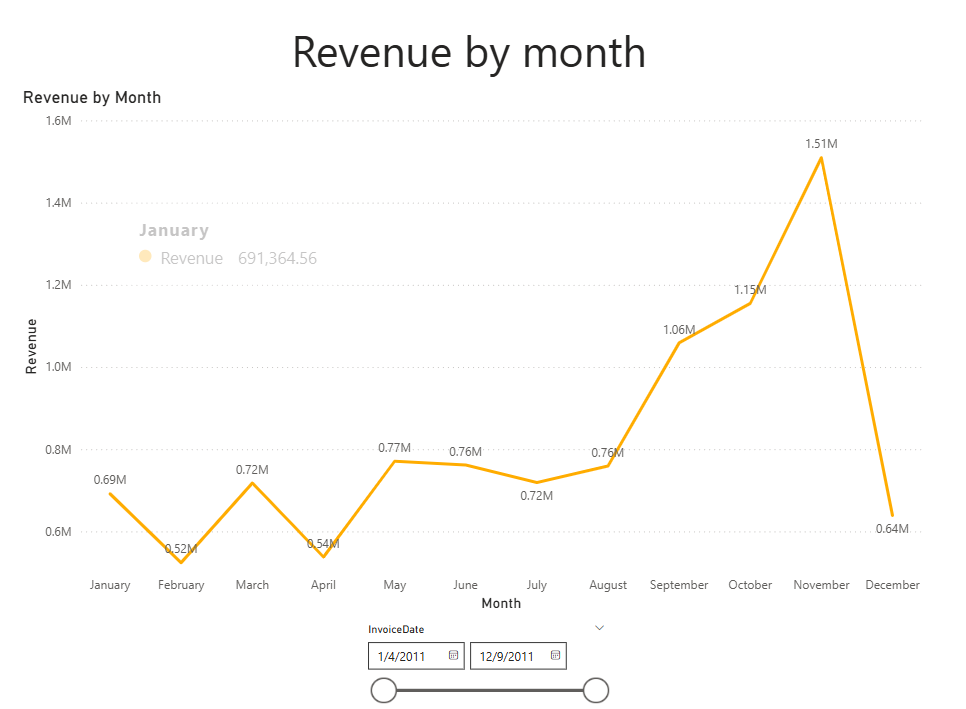 Revenue by month
Revenue by Month
1.6M
1.51M
1.4M
January
Revenue 691,364.56
1.2M
1.15M
1.06M
Revenue
1.0M
0.8M
0.77M 0.76M 0.76M
0.72M
0.69M
0.72M
0.64M
0.6M
0.54M
0.52M
January February March April May June July August September October November December
Month
InvoiceDate
1/4/2011 12/9/2011